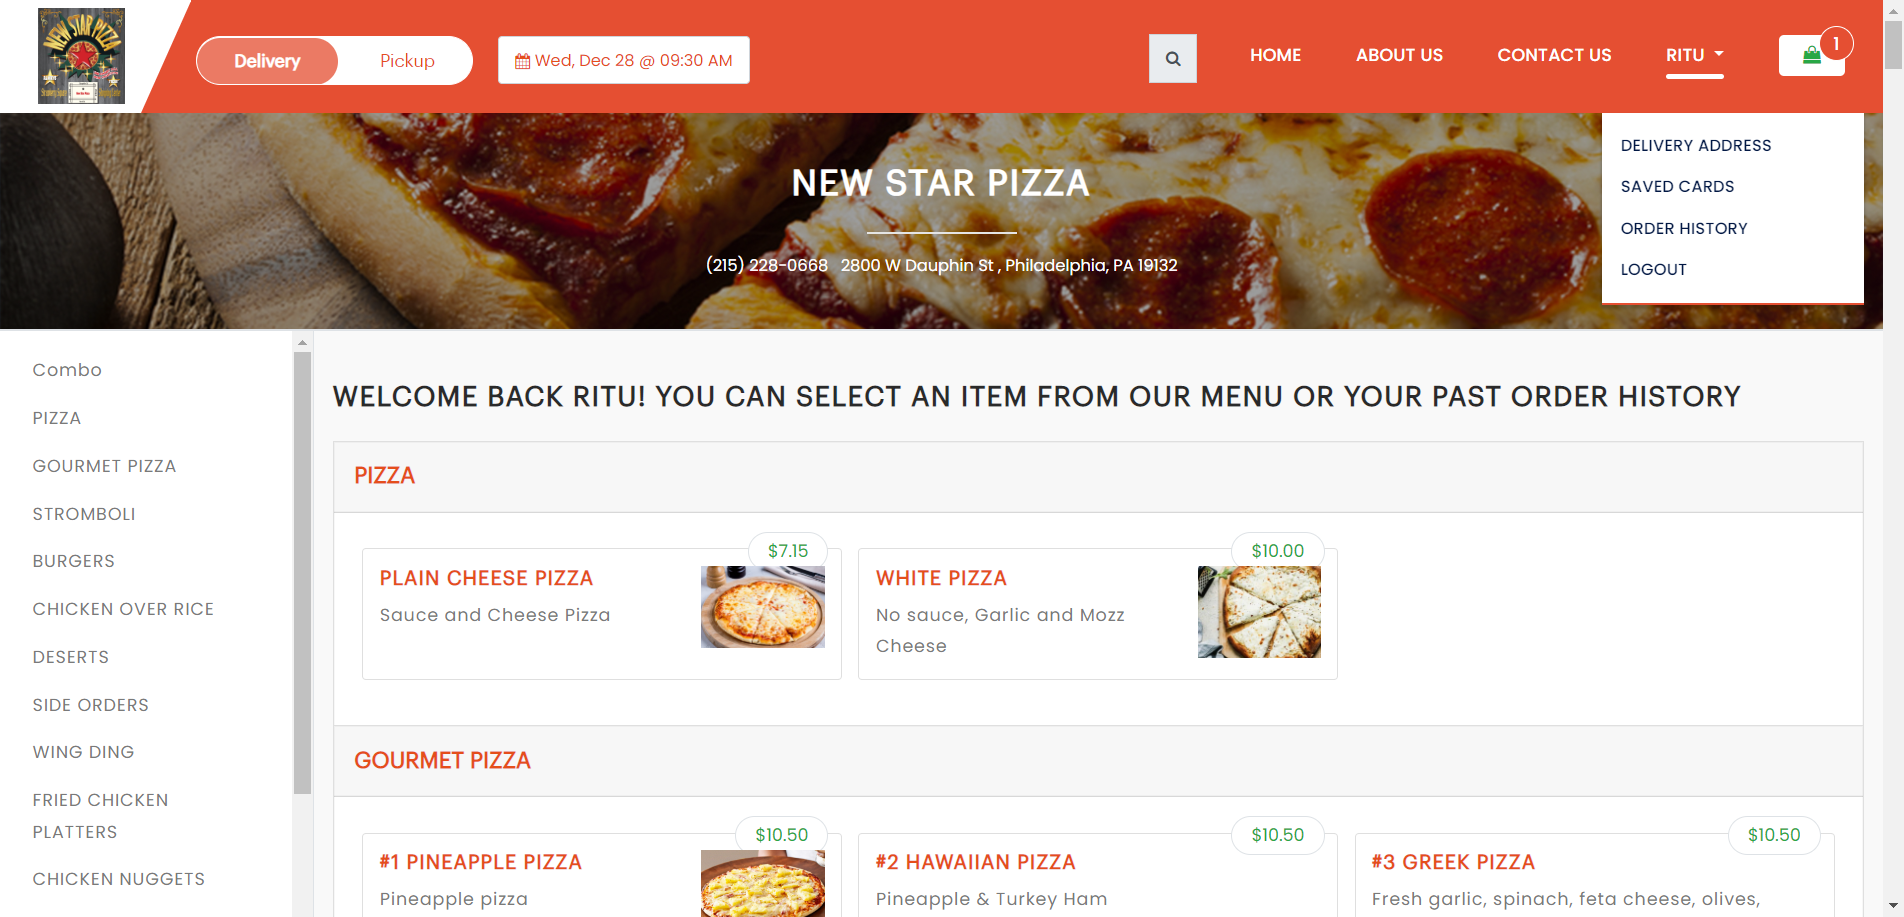 NEW STAR PIZZA
Delivery
Pickup
Wed, Dec 28 @ 09:30 AM
HOME
ABOUT US
CONTACT US
RITU
1
DELIVERY ADDRESS
SAVED CARDS
ORDER HISTORY
LOGOUT
NEW STAR PIZZA
(215) 228-0668 2800 W Dauphin St , Philadelphia, PA 19132
Combo
PIZZA
GOURMET PIZZA
STROMBOLI
BURGERS
CHICKEN OVER RICE
DESERTS
SIDE ORDERS
WING DING
FRIED CHICKEN
PLATTERS
CHICKEN NUGGETS
WELCOME BACK RITU! YOU CAN SELECT AN ITEM FROM OUR MENU OR YOUR PAST ORDER HISTORY
PIZZA
$7.15
PLAIN CHEESE PIZZA
Sauce and Cheese Pizza
$10.00
WHITE PIZZA
No sauce, Garlic and Mozz
Cheese
GOURMET PIZZA
$10.50
#1 PINEAPPLE PIZZA
Pineapple pizza
$10.50
#2 HAWAIIAN PIZZA
Pineapple & Turkey Ham
$10.50
#3 GREEK PIZZA
Fresh garlic, spinach, feta cheese, olives,